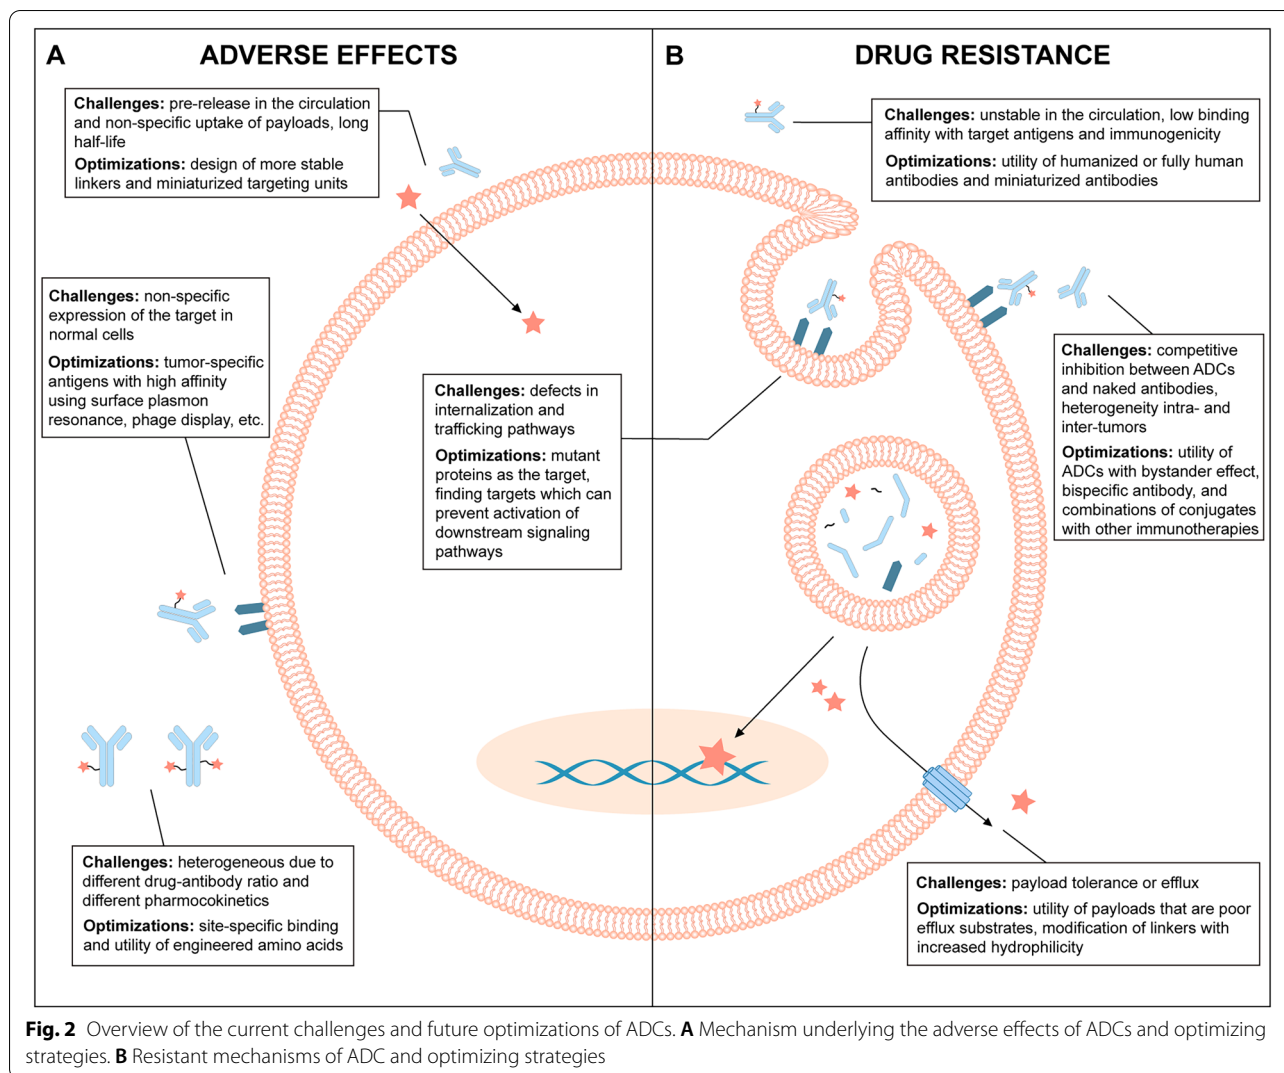 A
ADVERSE EFFECTS
Challenges: pre-release in the circulation
and non-specific uptake of payloads, long
half-life
Optimizations: design of more stable
linkers and miniaturized targeting units
Challenges: non-specific
expression of the target in
normal cells
Optimizations: tumor-specific
antigens with high affinity
using surface plasmon
resonance, phage display, etc.
Challenges: heterogeneous due to
different drug-antibody ratio and
different pharmocokinetics
Optimizations: site-specific binding
and utility of engineered amino acids
B
DRUG RESISTANCE
Challenges: unstable in the circulation, low binding
affinity with target antigens and immunogenicity
Optimizations: utility of humanized or fully human
antibodies and miniaturized antibodies
Challenges: competitive
inhibition between ADCs
and naked antibodies,
heterogeneity intra- and
inter-tumors
Optimizations: utility of
ADCs with bystander effect,
bispecific antibody, and
combinations of conjugates
with other immunotherapies
Challenges: defects in
internalization and
trafficking pathways
Optimizations: mutant
proteins as the target,
finding targets which can
prevent activation of
downstream signaling
pathways
Challenges: payload tolerance or efflux
Optimizations: utility of payloads that are poor
efflux substrates, modification of linkers with
increased hydrophilicity
Fig. 2 Overview of the current challenges and future optimizations of ADCs. A Mechanism underlying the adverse effects of ADCs and optimizing
strategies. B Resistant mechanisms of ADC and optimizing strategies